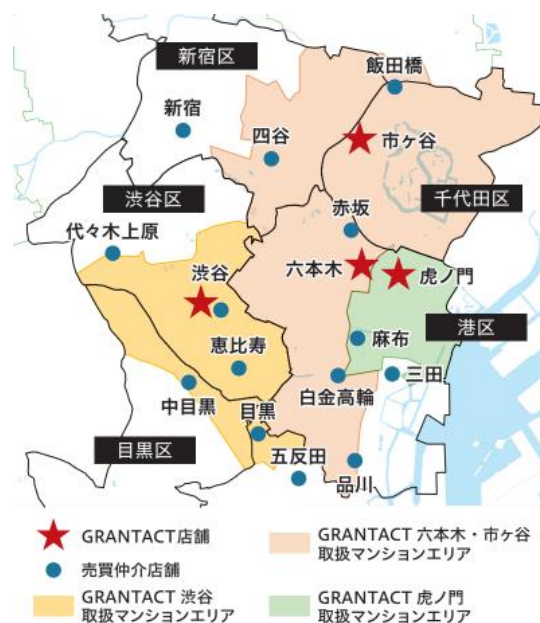 新宿区
飯田橋
新宿
四谷
市ヶ谷
渋谷区
千代田区
代々木上原
赤坂
渋谷
六本木
虎ノ門
港区
恵比寿
麻布
三田
中目黒
白金高輪
目黒
目黒区
五反田
品川
GRANTACT店舗
売買仲介店舗
GRANTACT 渋谷
取扱マンションエリア
GRANTACT 六本木・市ヶ谷
取扱マンションエリア
GRANTACT 虎ノ門
取扱マンションエリア